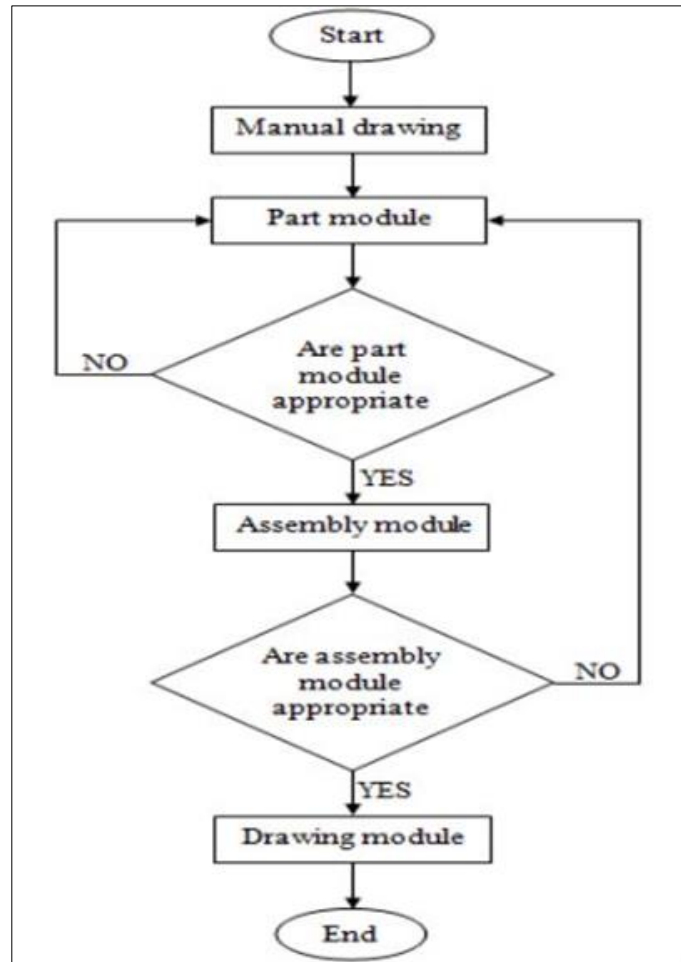 Start
Manual drawing
Part module
Are part
module
appropriate
NO
YES
Assembly module
Are assembly
module
appropriate
NO
YES
Drawing module
End